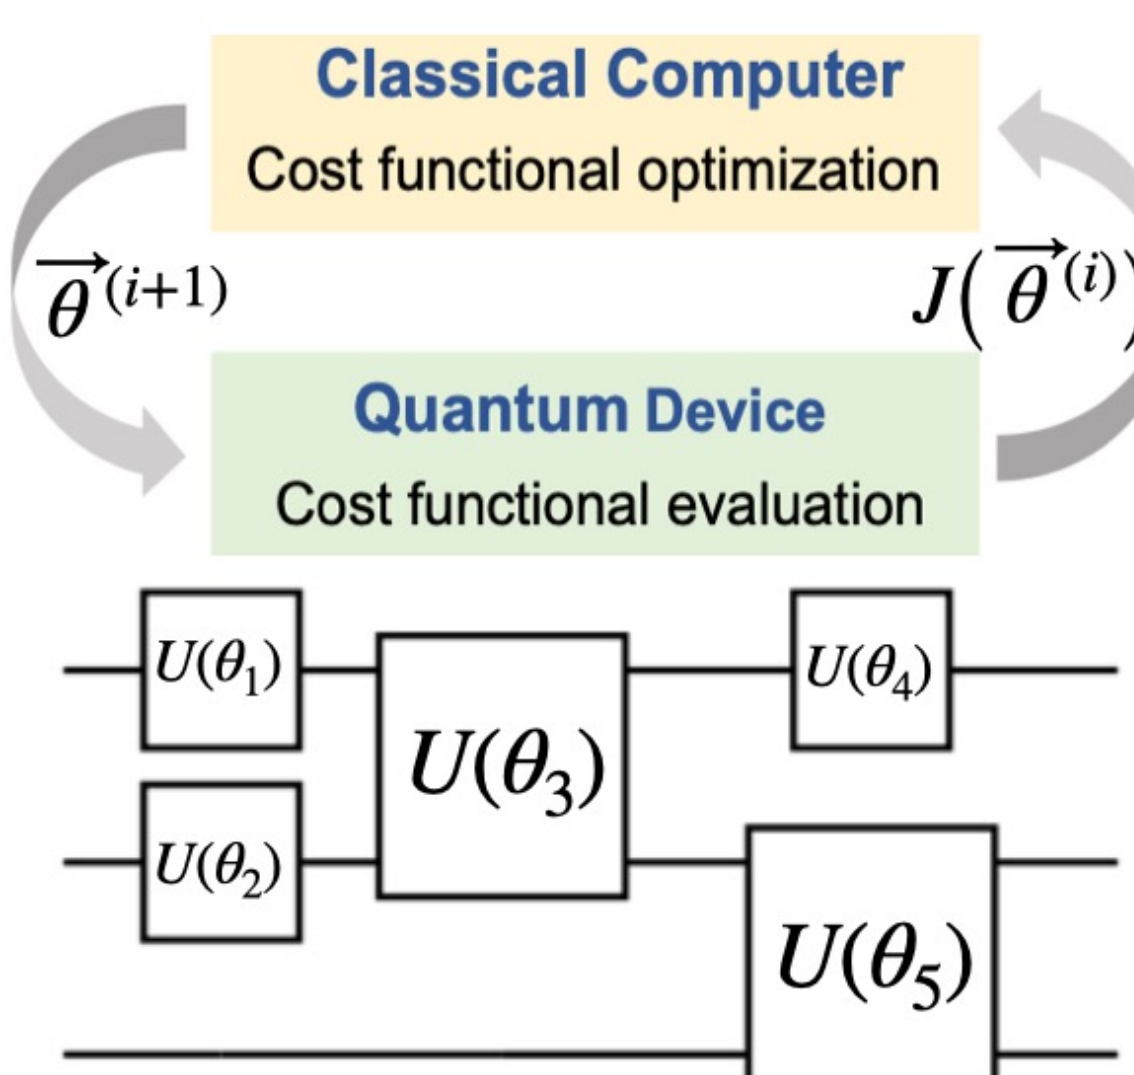 Classical Computer
Cost functional optimization
θ⃗^(i+1)
J(θ⃗^(i))
Quantum Device
Cost functional evaluation
U(θ₁)
U(θ₄)
U(θ₃)
U(θ₂)
U(θ₅)